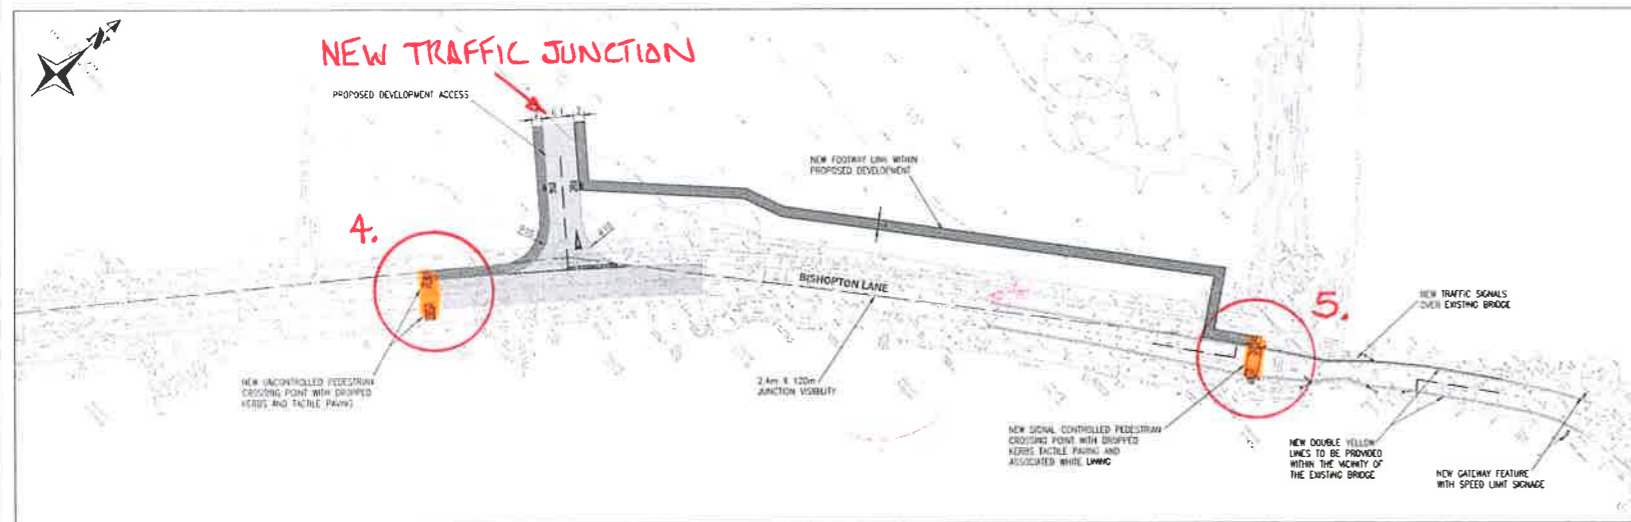 N
NEW TRAFFIC JUNCTION
PROPOSED DEVELOPMENT ACCESS
NEW FOOTWAY LINK WITHIN
PROPOSED DEVELOPMENT
4.
BISHOPTON LANE
5.
NEW TRAFFIC SIGNALS
OVER EXISTING BRIDGE
NEW UNCONTROLLED PEDESTRIAN
CROSSING POINT WITH DROPPED
KERBS AND TACTILE PAVING
2.4m X 120m
JUNCTION VISIBILITY
NEW SIGNAL CONTROLLED PEDESTRIAN
CROSSING POINT WITH DROPPED
KERBS TACTILE PAVING AND
ASSOCIATED WHITE LINING
NEW DOUBLE YELLOW
LINES TO BE PROVIDED
WITHIN THE VICINITY OF
THE EXISTING BRIDGE
NEW GATEWAY FEATURE
WITH SPEED LIMIT SIGNAGE